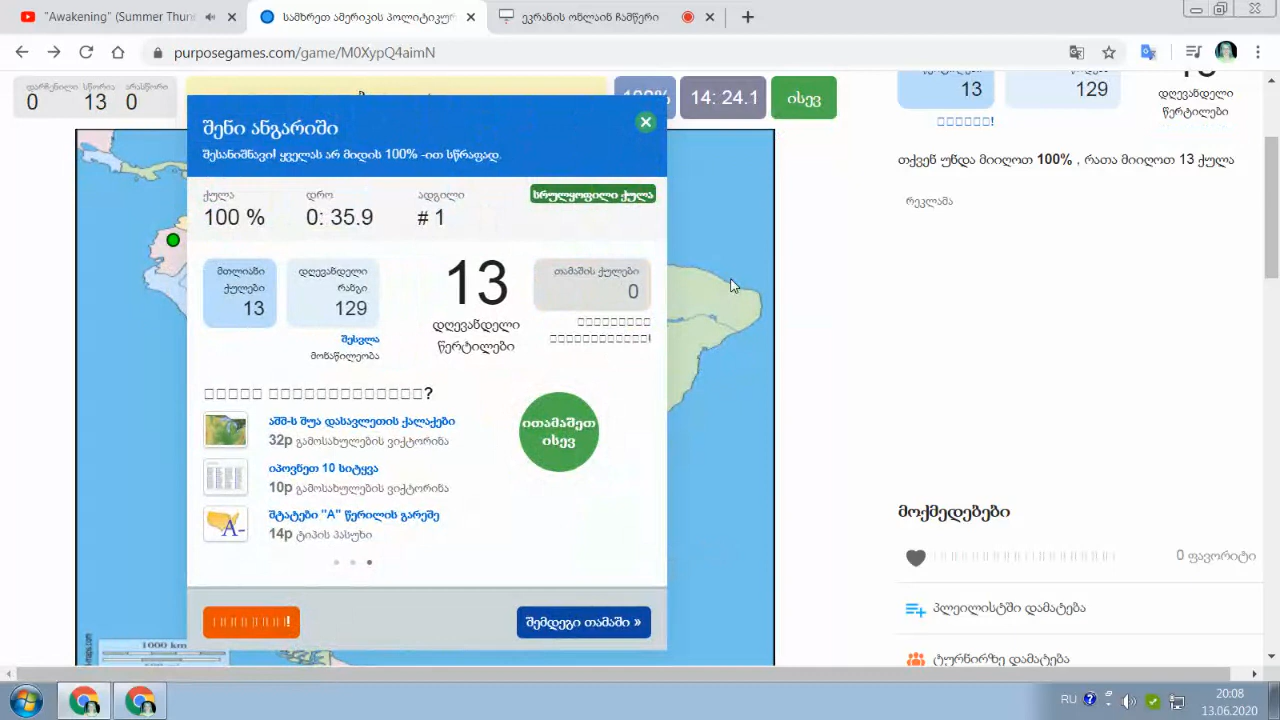 "Awakening" (Summer Thun
სამხრეთ ამერიკის პოლიტიკურ
ეკრანის ონლაინ ჩამწერი
purposegames.com/game/M0XypQ4aimN
დარჩენილი სწორია არასწორი
0 13 0
100%
14: 24.1
ისევ
13
129
დღევანდელი
წერტილები
თქვენ უნდა მიიღოთ 100% , რათა მიიღოთ 13 ქულა
რეკლამა
შენი ანგარიში
შესანიშნავი! ყველას არ მიდის 100% -ით სწრაფად.
ქულა დრო ადგილი
სრულყოფილი ქულა
100 % 0: 35.9 # 1
მთლიანი
ქულები
13
დღევანდელი
რანგი
129
შესვლა
მონაწილეობა
13
დღევანდელი
წერტილები
თამაშის ქულები
0
აშშ-ს შუა დასავლეთის ქალაქები
32p გამოსახულების ვიქტორინა
იპოვნეთ 10 სიტყვა
10p გამოსახულების ვიქტორინა
შტატები "A" წერილის გარეშე
14p ტიპის პასუხი
ითამაშეთ
ისევ
შემდეგი თამაში »
მოქმედებები
0 ფავორიტი
პლეილისტში დამატება
ტურნირზე დამატება
1000 km
RU
20:08
13.06.2020